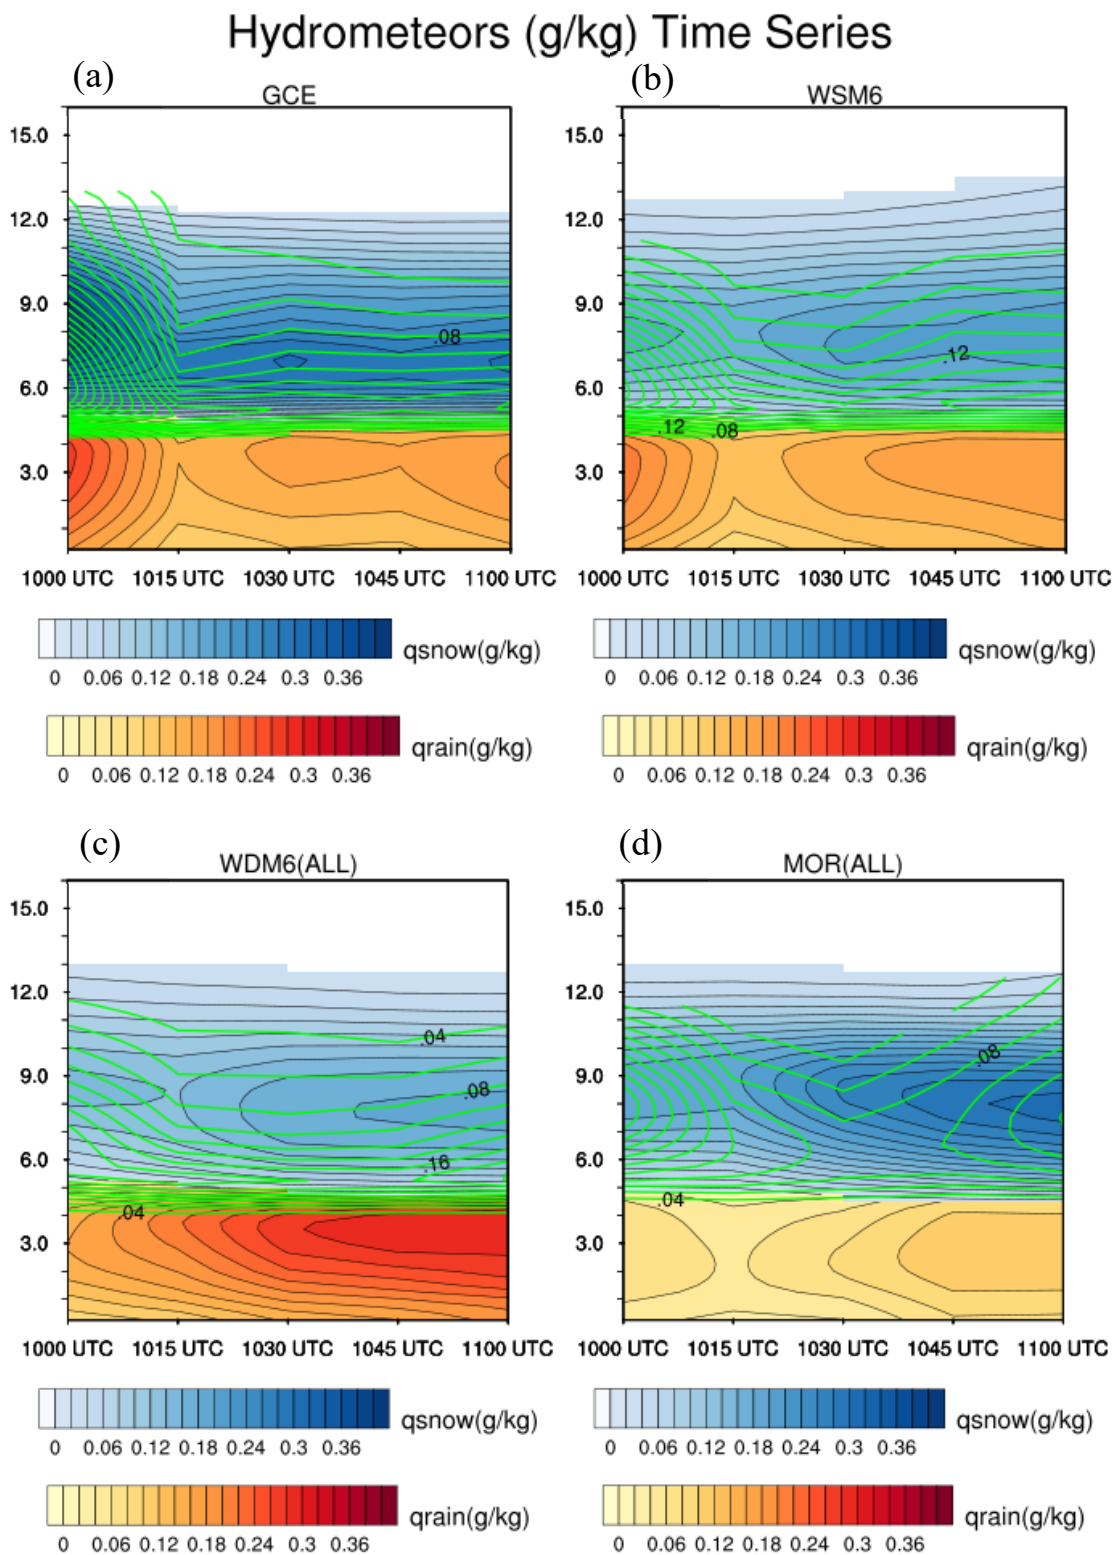 Hydrometeors (g/kg) Time Series
(a) (b)
GCE WSM6
15.0 15.0
12.0 12.0
9.0 9.0
.08
.12
6.0 6.0
.12 .08
3.0 3.0
1000 UTC 1015 UTC 1030 UTC 1045 UTC 1100 UTC 1000 UTC 1015 UTC 1030 UTC 1045 UTC 1100 UTC
qsnow(g/kg) qsnow(g/kg)
0 0.06 0.12 0.18 0.24 0.3 0.36 0 0.06 0.12 0.18 0.24 0.3 0.36
qrain(g/kg) qrain(g/kg)
0 0.06 0.12 0.18 0.24 0.3 0.36 0 0.06 0.12 0.18 0.24 0.3 0.36
(c) (d)
WDM6(ALL) MOR(ALL)
15.0 15.0
12.0 12.0
.04
9.0 .08 9.0
.08
6.0 .16 6.0
.04 .04
3.0 3.0
1000 UTC 1015 UTC 1030 UTC 1045 UTC 1100 UTC 1000 UTC 1015 UTC 1030 UTC 1045 UTC 1100 UTC
qsnow(g/kg) qsnow(g/kg)
0 0.06 0.12 0.18 0.24 0.3 0.36 0 0.06 0.12 0.18 0.24 0.3 0.36
qrain(g/kg) qrain(g/kg)
0 0.06 0.12 0.18 0.24 0.3 0.36 0 0.06 0.12 0.18 0.24 0.3 0.36